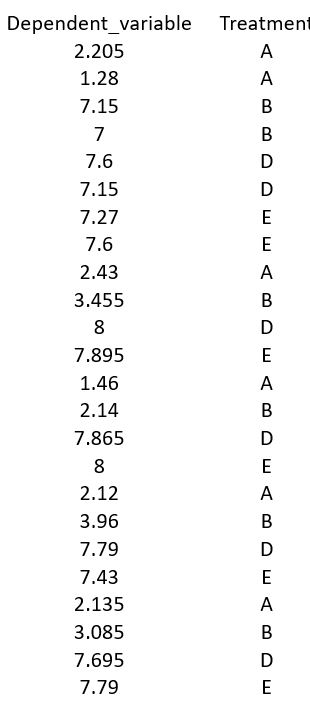 Dependent_variable Treatment
2.205 A
1.28 A
7.15 B
7 B
7.6 D
7.15 D
7.27 E
7.6 E
2.43 A
3.455 B
8 D
7.895 E
1.46 A
2.14 B
7.865 D
8 E
2.12 A
3.96 B
7.79 D
7.43 E
2.135 A
3.085 B
7.695 D
7.79 E